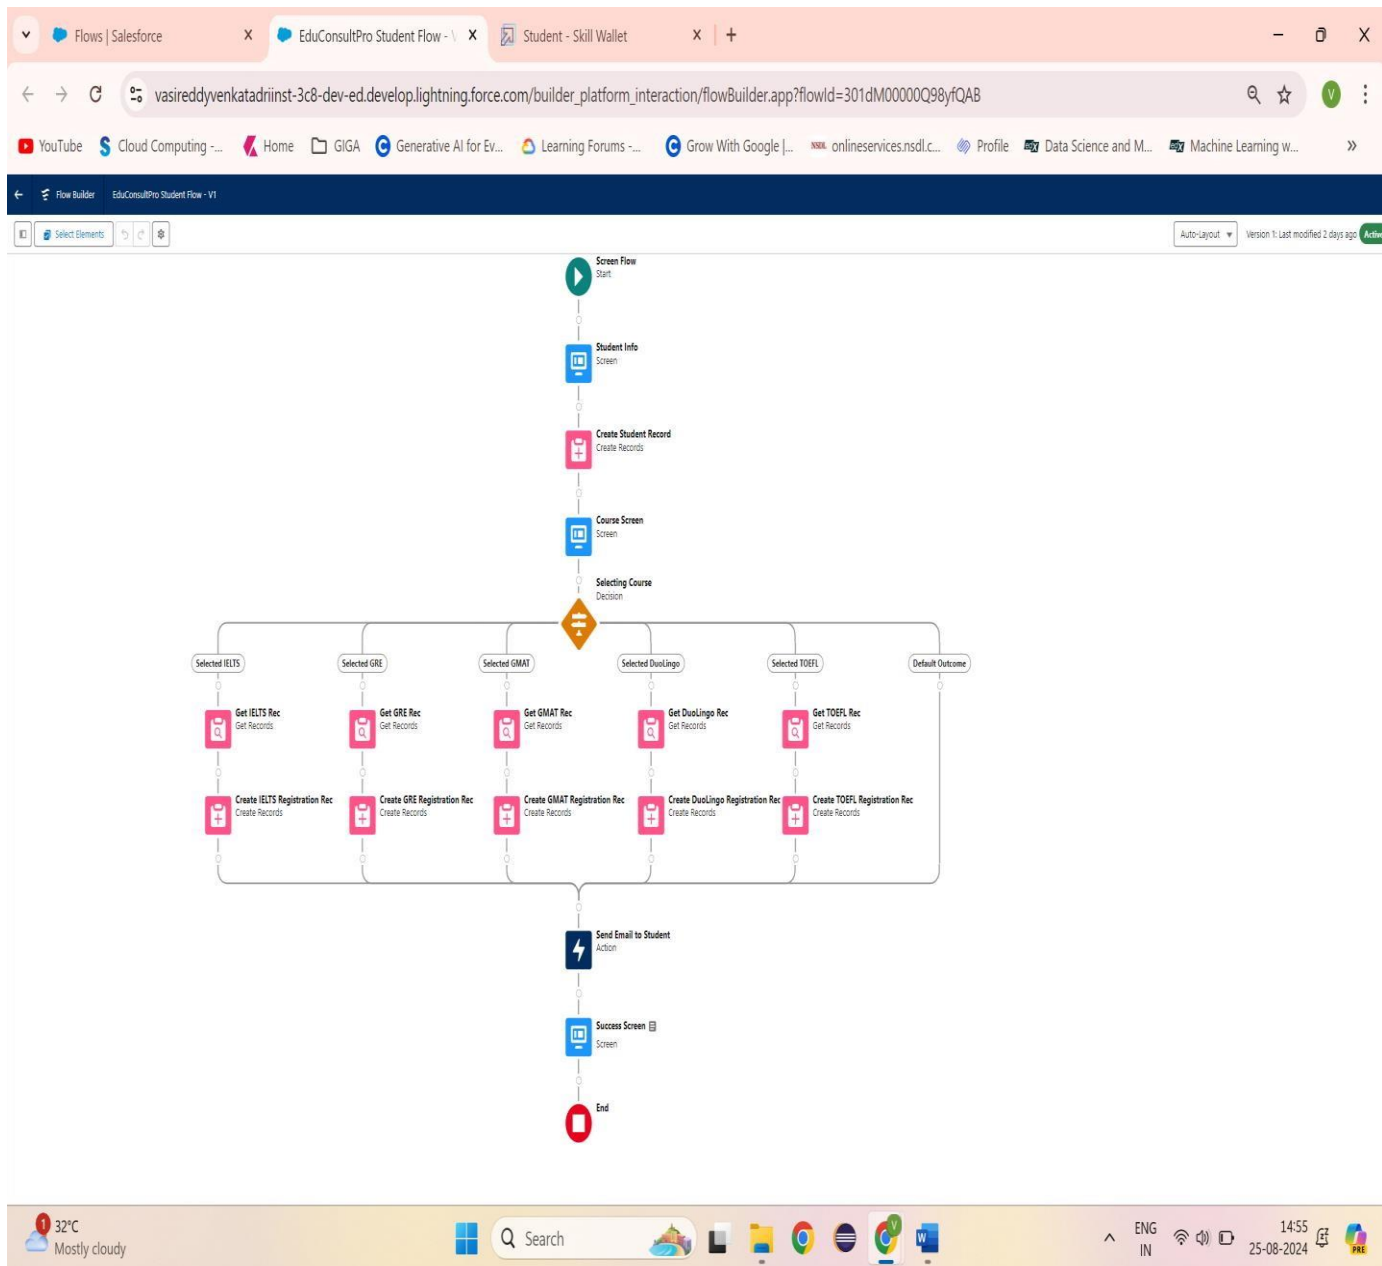 Flows | Salesforce
EduConsultPro Student Flow - V
Student - Skill Wallet
vasireddyvenkatadriinst-3c8-dev-ed.develop.lightning.force.com/builder_platform_interaction/flowBuilder.app?flowId=301dM00000Q98yfQAB
V
YouTube
Cloud Computing -...
Home
GIGA
Generative AI for Ev...
Learning Forums -...
Grow With Google |...
NSDL onlineservices.nsdl.c...
Profile
Data Science and M...
Machine Learning w...
Flow Builder
EduConsultPro Student Flow - V1
Select Elements
Auto-Layout
Version 1: Last modified 2 days ago
Active
Screen Flow
Start
Student Info
Screen
Create Student Record
Create Records
Course Screen
Screen
Selecting Course
Decision
Selected IELTS
Selected GRE
Selected GMAT
Selected DuoLingo
Selected TOEFL
Default Outcome
Get IELTS Rec
Get Records
Get GRE Rec
Get Records
Get GMAT Rec
Get Records
Get DuoLingo Rec
Get Records
Get TOEFL Rec
Get Records
Create IELTS Registration Rec
Create Records
Create GRE Registration Rec
Create Records
Create GMAT Registration Rec
Create Records
Create DuoLingo Registration Rec
Create Records
Create TOEFL Registration Rec
Create Records
Send Email to Student
Action
Success Screen
Screen
End
1
32°C
Mostly cloudy
Search
V
W
ENG
IN
14:55
25-08-2024
PRE